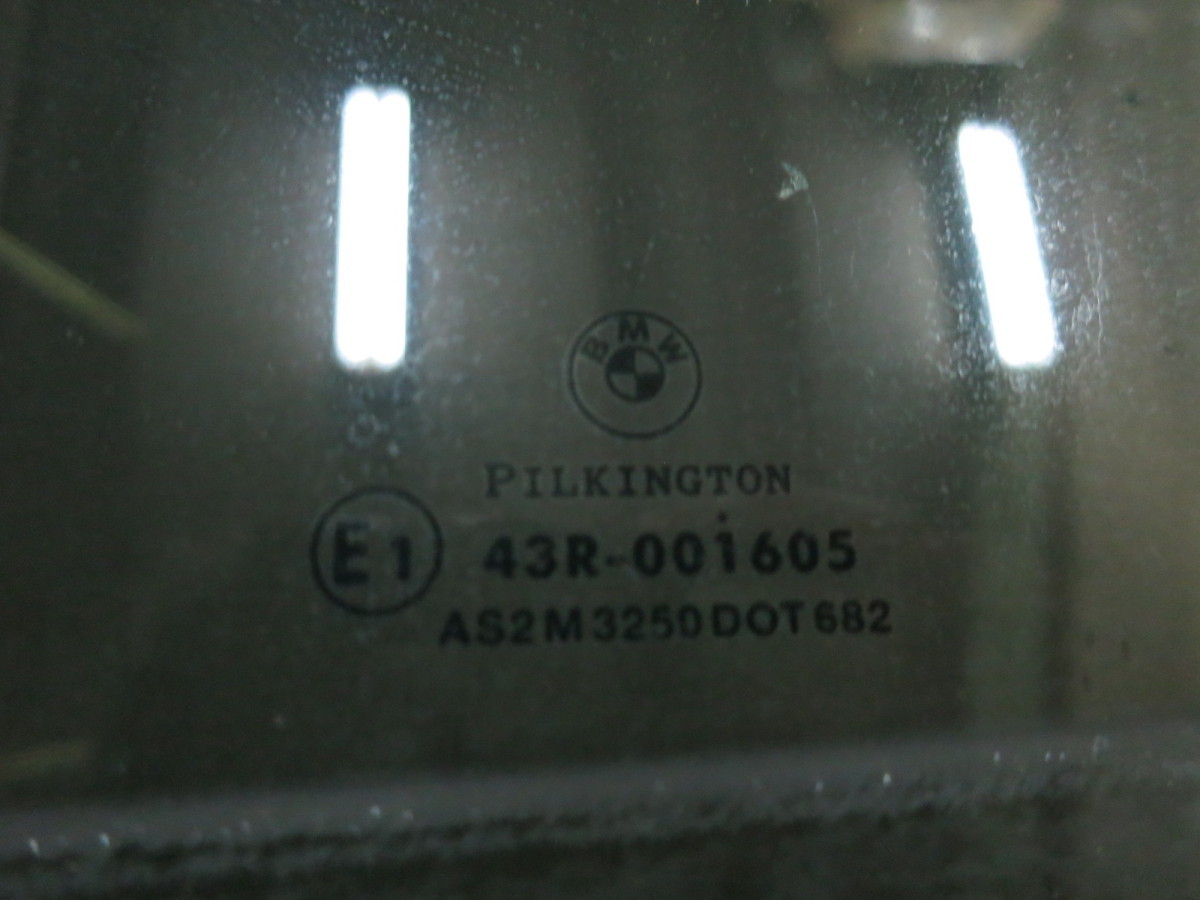 BMW
PILKINGTON
E1 43R-001605
AS2M3250DOT682